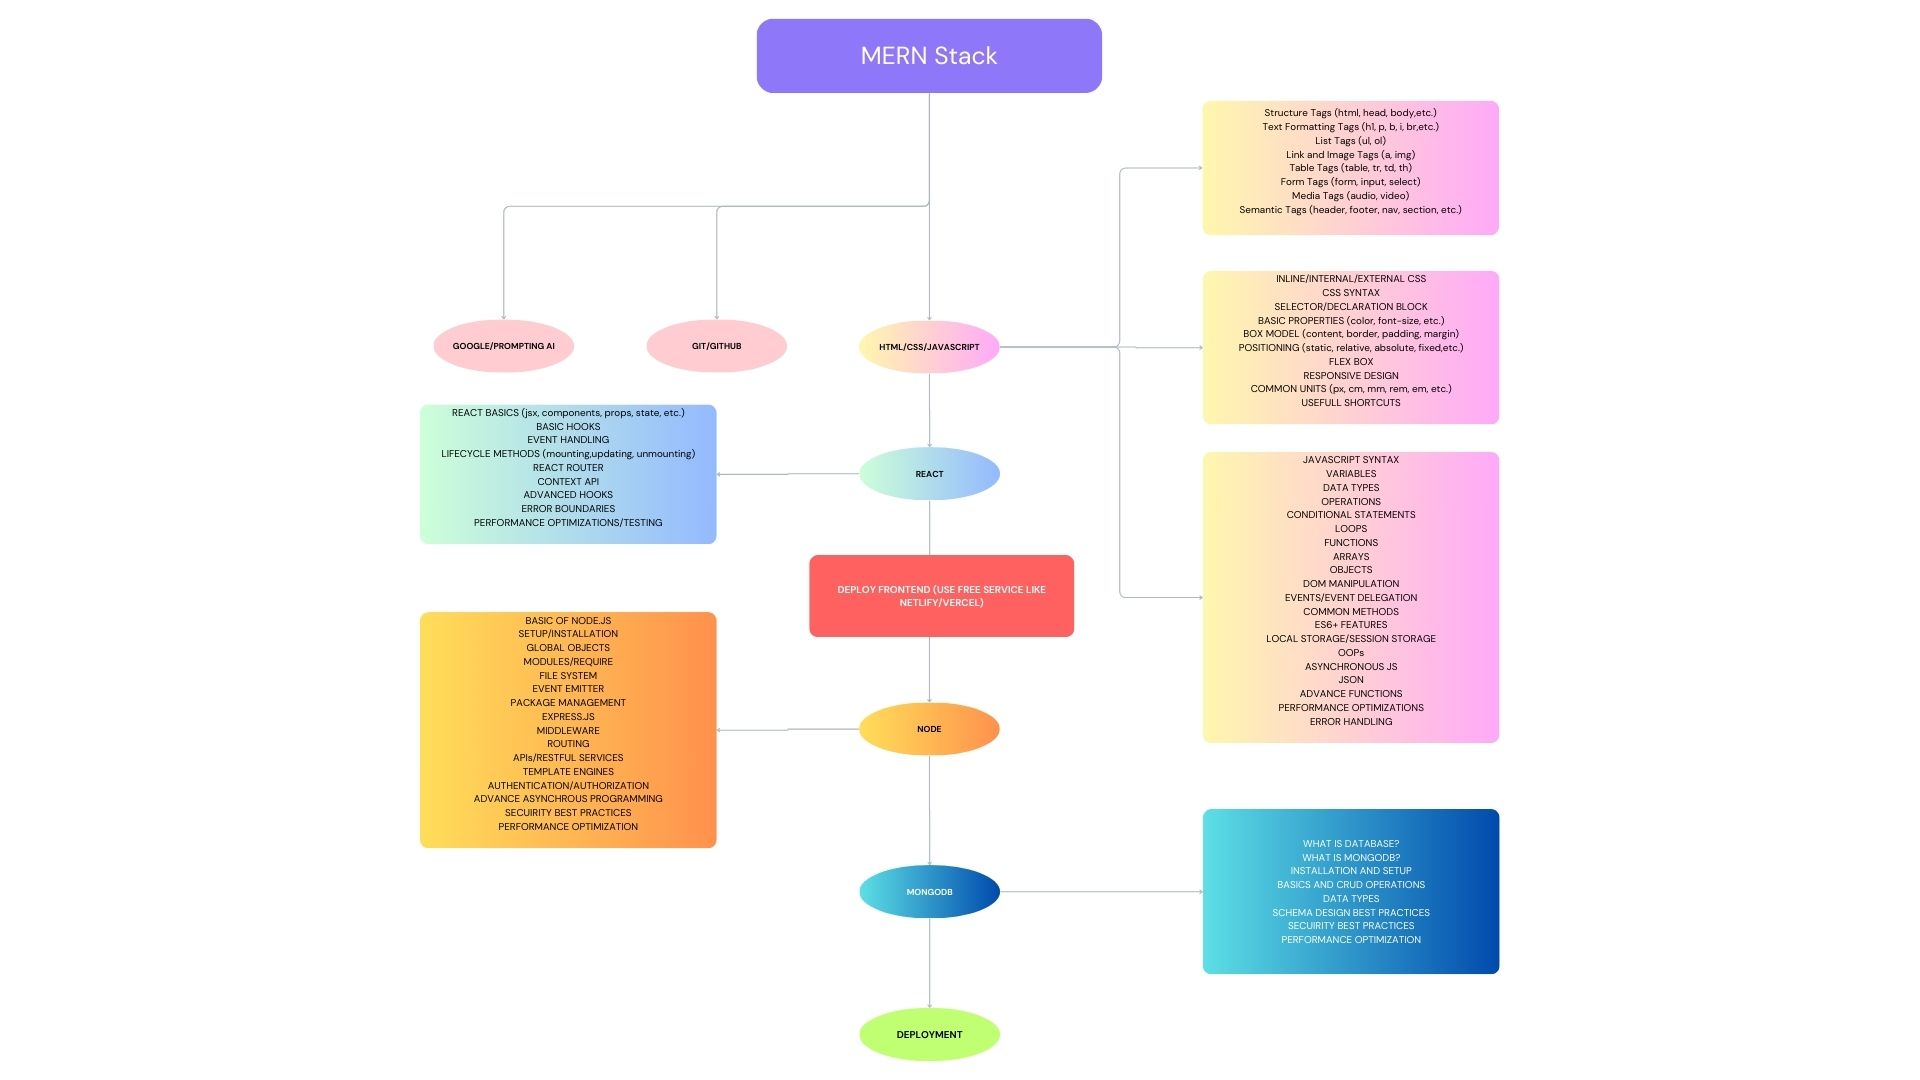 MERN Stack
Structure Tags (html, head, body,etc.)
Text Formatting Tags (h1, p, b, i, br,etc.)
List Tags (ul, ol)
Link and Image Tags (a, img)
Table Tags (table, tr, td, th)
Form Tags (form, input, select)
Media Tags (audio, video)
Semantic Tags (header, footer, nav, section, etc.)
GOOGLE/PROMPTING AI
GIT/GITHUB
HTML/CSS/JAVASCRIPT
INLINE/INTERNAL/EXTERNAL CSS
CSS SYNTAX
SELECTOR/DECLARATION BLOCK
BASIC PROPERTIES (color, font-size, etc.)
BOX MODEL (content, border, padding, margin)
POSITIONING (static, relative, absolute, fixed,etc.)
FLEX BOX
RESPONSIVE DESIGN
COMMON UNITS (px, cm, mm, rem, em, etc.)
USEFULL SHORTCUTS
REACT BASICS (jsx, components, props, state, etc.)
BASIC HOOKS
EVENT HANDLING
LIFECYCLE METHODS (mounting,updating, unmounting)
REACT ROUTER
CONTEXT API
ADVANCED HOOKS
ERROR BOUNDARIES
PERFORMANCE OPTIMIZATIONS/TESTING
REACT
JAVASCRIPT SYNTAX
VARIABLES
DATA TYPES
OPERATIONS
CONDITIONAL STATEMENTS
LOOPS
FUNCTIONS
ARRAYS
OBJECTS
DOM MANIPULATION
EVENTS/EVENT DELEGATION
COMMON METHODS
ES6+ FEATURES
LOCAL STORAGE/SESSION STORAGE
OOPs
ASYNCHRONOUS JS
JSON
ADVANCE FUNCTIONS
PERFORMANCE OPTIMIZATIONS
ERROR HANDLING
DEPLOY FRONTEND (USE FREE SERVICE LIKE
NETLIFY/VERCEL)
BASIC OF NODE.JS
SETUP/INSTALLATION
GLOBAL OBJECTS
MODULES/REQUIRE
FILE SYSTEM
EVENT EMITTER
PACKAGE MANAGEMENT
EXPRESS.JS
MIDDLEWARE
ROUTING
APIs/RESTFUL SERVICES
TEMPLATE ENGINES
AUTHENTICATION/AUTHORIZATION
ADVANCE ASYNCHROUS PROGRAMMING
SECUIRITY BEST PRACTICES
PERFORMANCE OPTIMIZATION
NODE
MONGODB
WHAT IS DATABASE?
WHAT IS MONGODB?
INSTALLATION AND SETUP
BASICS AND CRUD OPERATIONS
DATA TYPES
SCHEMA DESIGN BEST PRACTICES
SECUIRITY BEST PRACTICES
PERFORMANCE OPTIMIZATION
DEPLOYMENT